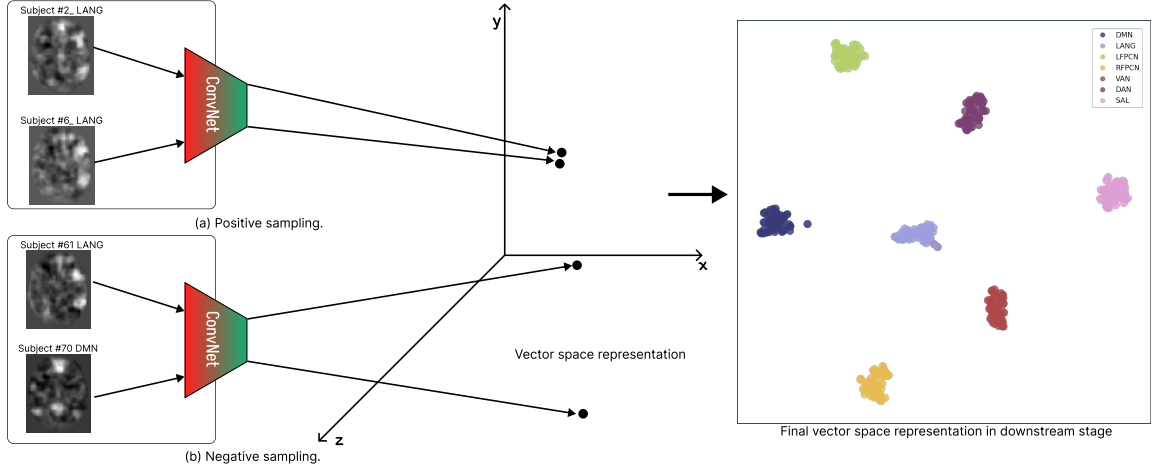 Subject #2_ LANG
ConvNet
Subject #6_ LANG
(a) Positive sampling.
Subject #61 LANG
ConvNet
Subject #70 DMN
(b) Negative sampling.
y
x
z
Vector space representation
DMN
LANG
LFPCN
RFPCN
VAN
DAN
SAL
Final vector space representation in downstream stage